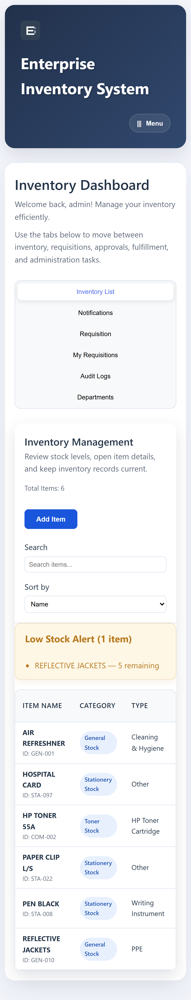 Enterprise
Inventory System
Menu
Inventory Dashboard
Welcome back, admin! Manage your inventory
efficiently.
Use the tabs below to move between
inventory, requisitions, approvals, fulfillment,
and administration tasks.
Inventory List
Notifications
Requisition
My Requisitions
Audit Logs
Departments
Inventory Management
Review stock levels, open item details,
and keep inventory records current.
Total Items: 6
Add Item
Search
Search items...
Sort by
Name
Low Stock Alert (1 item)
• REFLECTIVE JACKETS — 5 remaining
ITEM NAME CATEGORY TYPE
AIR
REFRESHNER
ID: GEN-001
General
Stock
Cleaning
& Hygiene
HOSPITAL
CARD
ID: STA-097
Stationery
Stock
Other
HP TONER
55A
ID: COM-002
Toner
Stock
HP Toner
Cartridge
PAPER CLIP
L/S
ID: STA-022
Stationery
Stock
Other
PEN BLACK
ID: STA-008
Stationery
Stock
Writing
Instrument
REFLECTIVE
JACKETS
ID: GEN-010
General
Stock
PPE